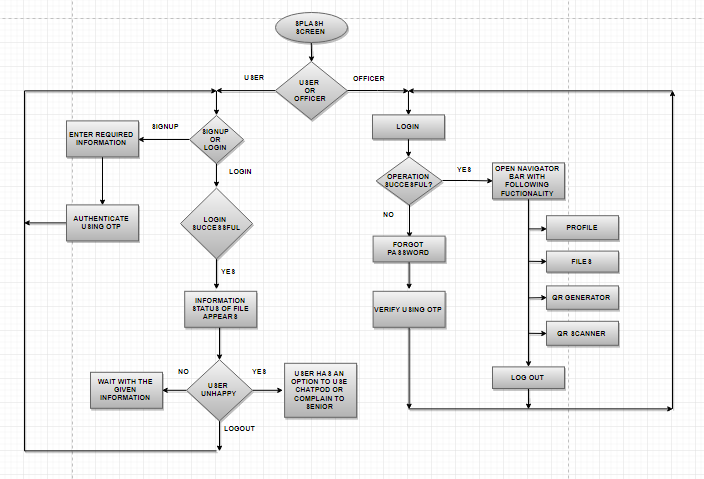 SPLASH
SCREEN
USER
OR
OFFICER
USER
OFFICER
SIGNUP
OR
LOGIN
SIGNUP
LOGIN
ENTER REQUIRED
INFORMATION
AUTHENTICATE
USING OTP
LOGIN
SUCCESSFUL
YES
INFORMATION
STATUS OF FILE
APPEARS
USER
UNHAPPY
NO
YES
LOGOUT
WAIT WITH THE
GIVEN
INFORMATION
USER HAS AN
OPTION TO USE
CHATPOD OR
COMPLAIN TO
SENIOR
LOGIN
OPERATION
SUCCESSFUL?
YES
NO
FORGOT
PASSWORD
VERIFY USING OTP
OPEN NAVIGATOR
BAR WITH
FOLLOWING
FUCTIONALITY
PROFILE
FILES
QR GENERATOR
QR SCANNER
LOG OUT